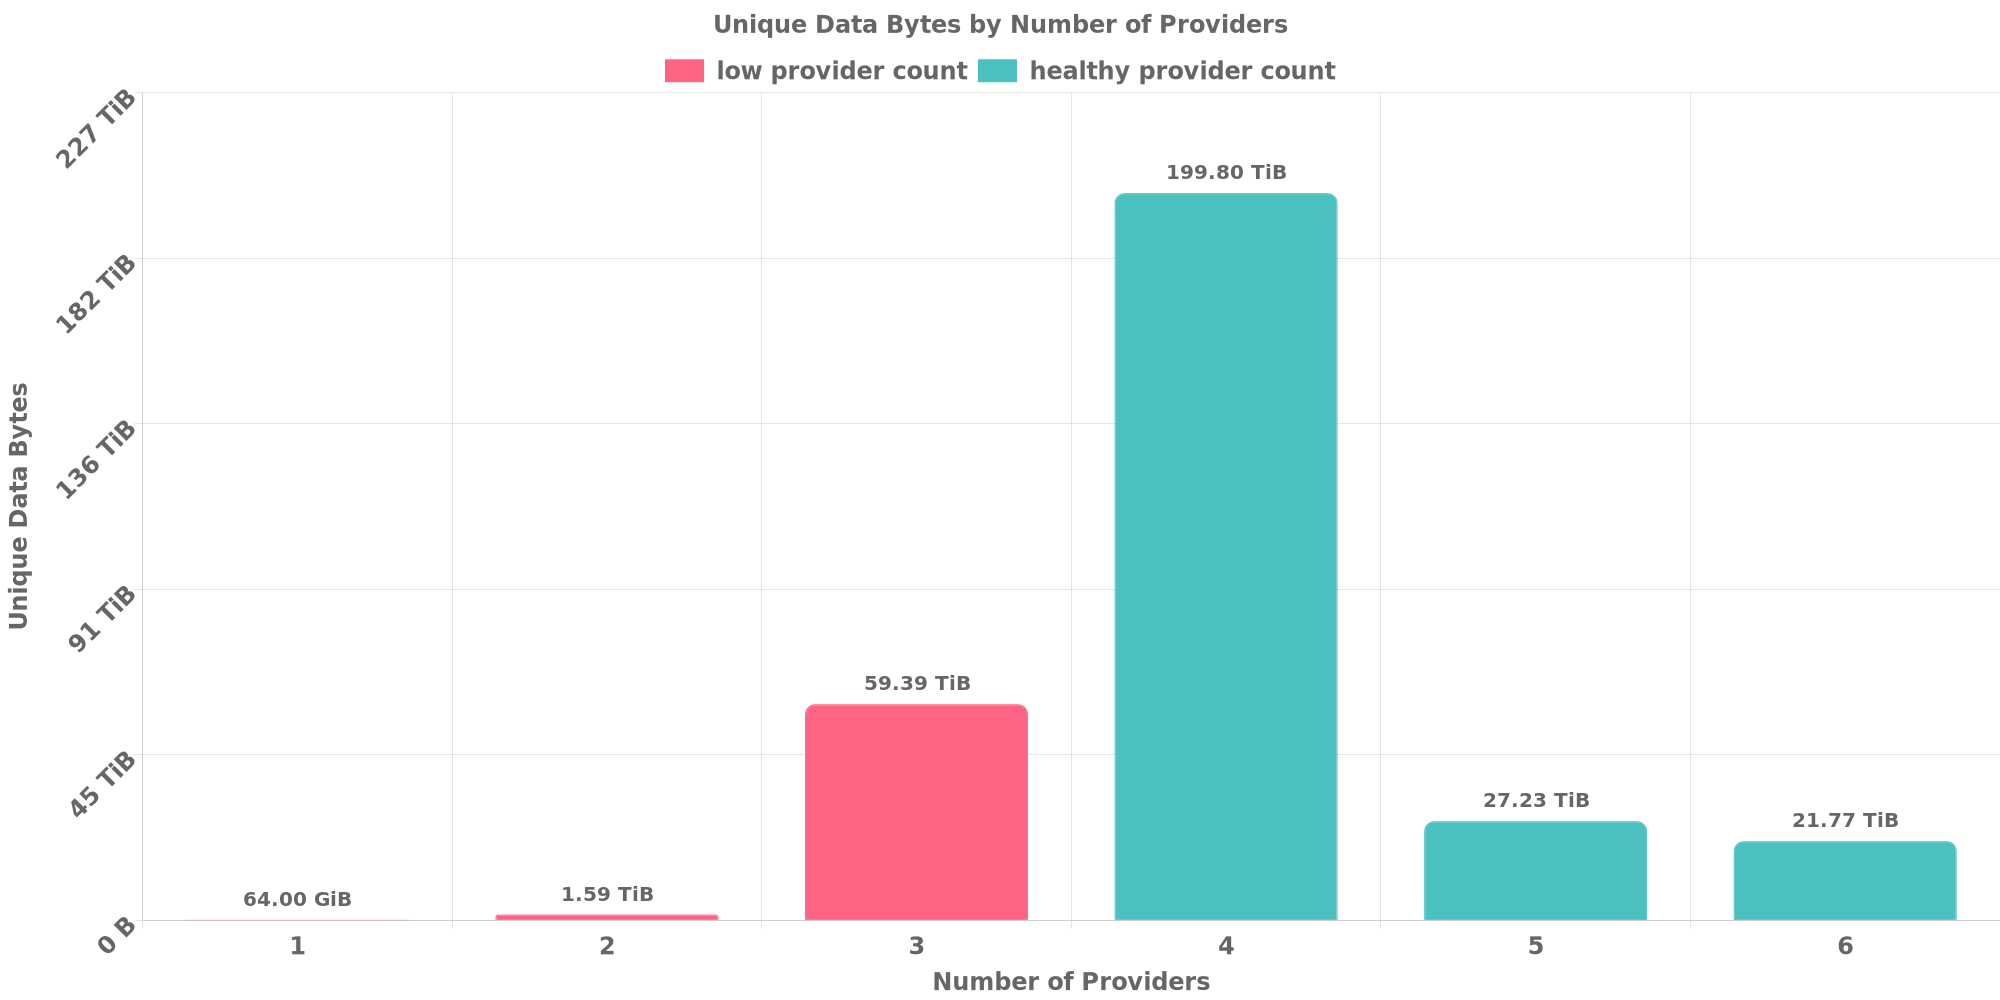 Unique Data Bytes by Number of Providers
low provider count
healthy provider count
Unique Data Bytes
227 TiB
182 TiB
136 TiB
91 TiB
45 TiB
0 B
64.00 GiB
1.59 TiB
59.39 TiB
199.80 TiB
27.23 TiB
21.77 TiB
1 2 3 4 5 6
Number of Providers